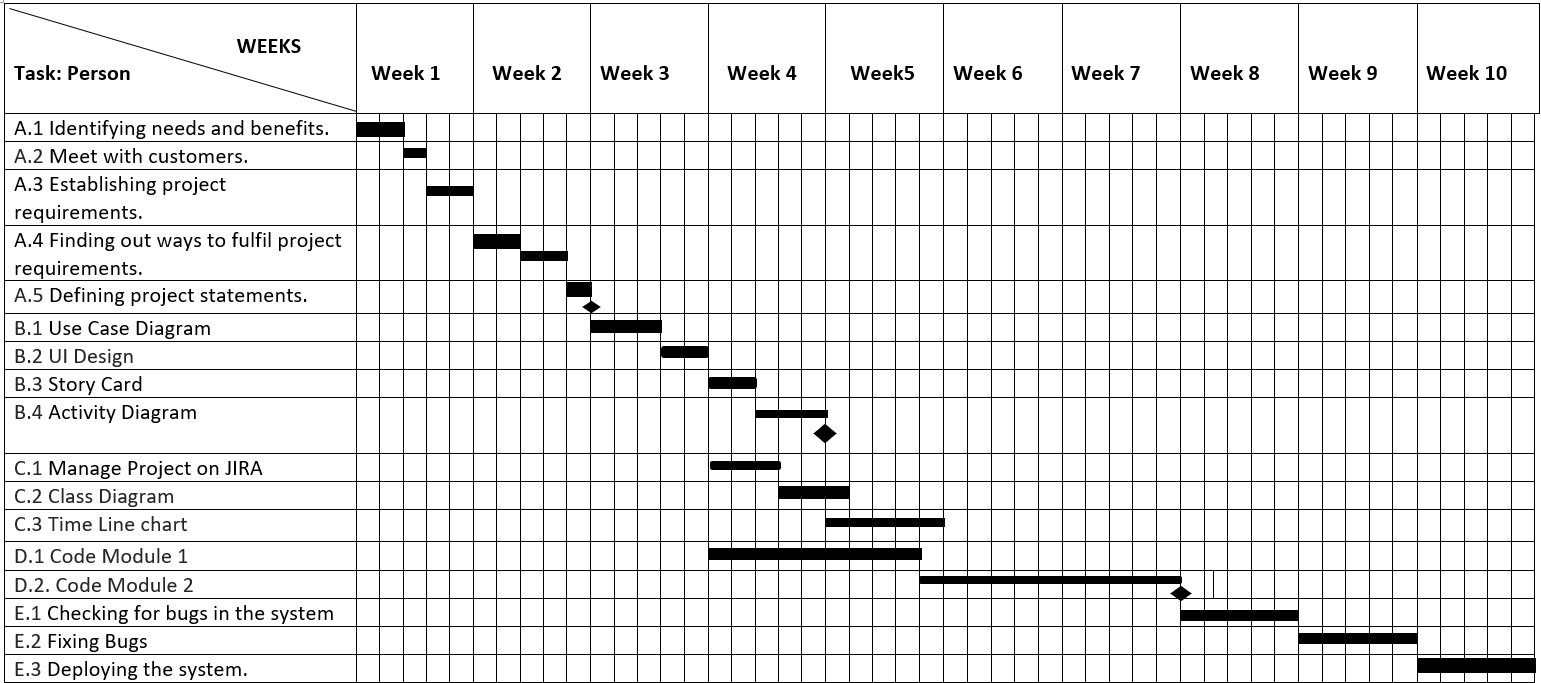 WEEKS
Task: Person
Week 1 Week 2 Week 3 Week 4 Week5 Week 6 Week 7 Week 8 Week 9 Week 10
A.1 Identifying needs and benefits.
A.2 Meet with customers.
A.3 Establishing project
requirements.
A.4 Finding out ways to fulfil project
requirements.
A.5 Defining project statements.
B.1 Use Case Diagram
B.2 UI Design
B.3 Story Card
B.4 Activity Diagram
C.1 Manage Project on JIRA
C.2 Class Diagram
C.3 Time Line chart
D.1 Code Module 1
D.2. Code Module 2
E.1 Checking for bugs in the system
E.2 Fixing Bugs
E.3 Deploying the system.